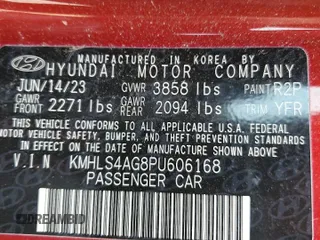 MANUFACTURED IN KOREA BY
HYUNDAI MOTOR COMPANY
JUN/14/23 GVWR 3858 lbs PAINT R2P
GAWR FRONT 2271 lbs GAWR REAR 2094 lbs TRIM YFR
THIS VEHICLE CONFORMS TO ALL APPLICABLE FEDERAL
MOTOR VEHICLE SAFETY, BUMPER, AND THEFT
PREVENTION STANDARDS
IN EFFECT ON THE DATE OF MANUFACTURE SHOWN ABOVE.
V.I.N KMHLS4AG8PU606168
PASSENGER CAR
DREAMBID